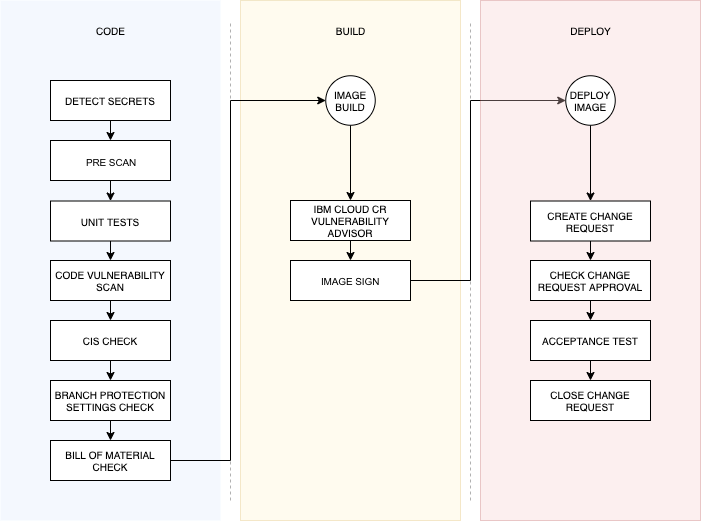 CODE
DETECT SECRETS
PRE SCAN
UNIT TESTS
CODE VULNERABILITY
SCAN
CIS CHECK
BRANCH PROTECTION
SETTINGS CHECK
BILL OF MATERIAL
CHECK
BUILD
IMAGE
BUILD
IBM CLOUD CR
VULNERABILITY
ADVISOR
IMAGE SIGN
DEPLOY
DEPLOY
IMAGE
CREATE CHANGE
REQUEST
CHECK CHANGE
REQUEST APPROVAL
ACCEPTANCE TEST
CLOSE CHANGE
REQUEST